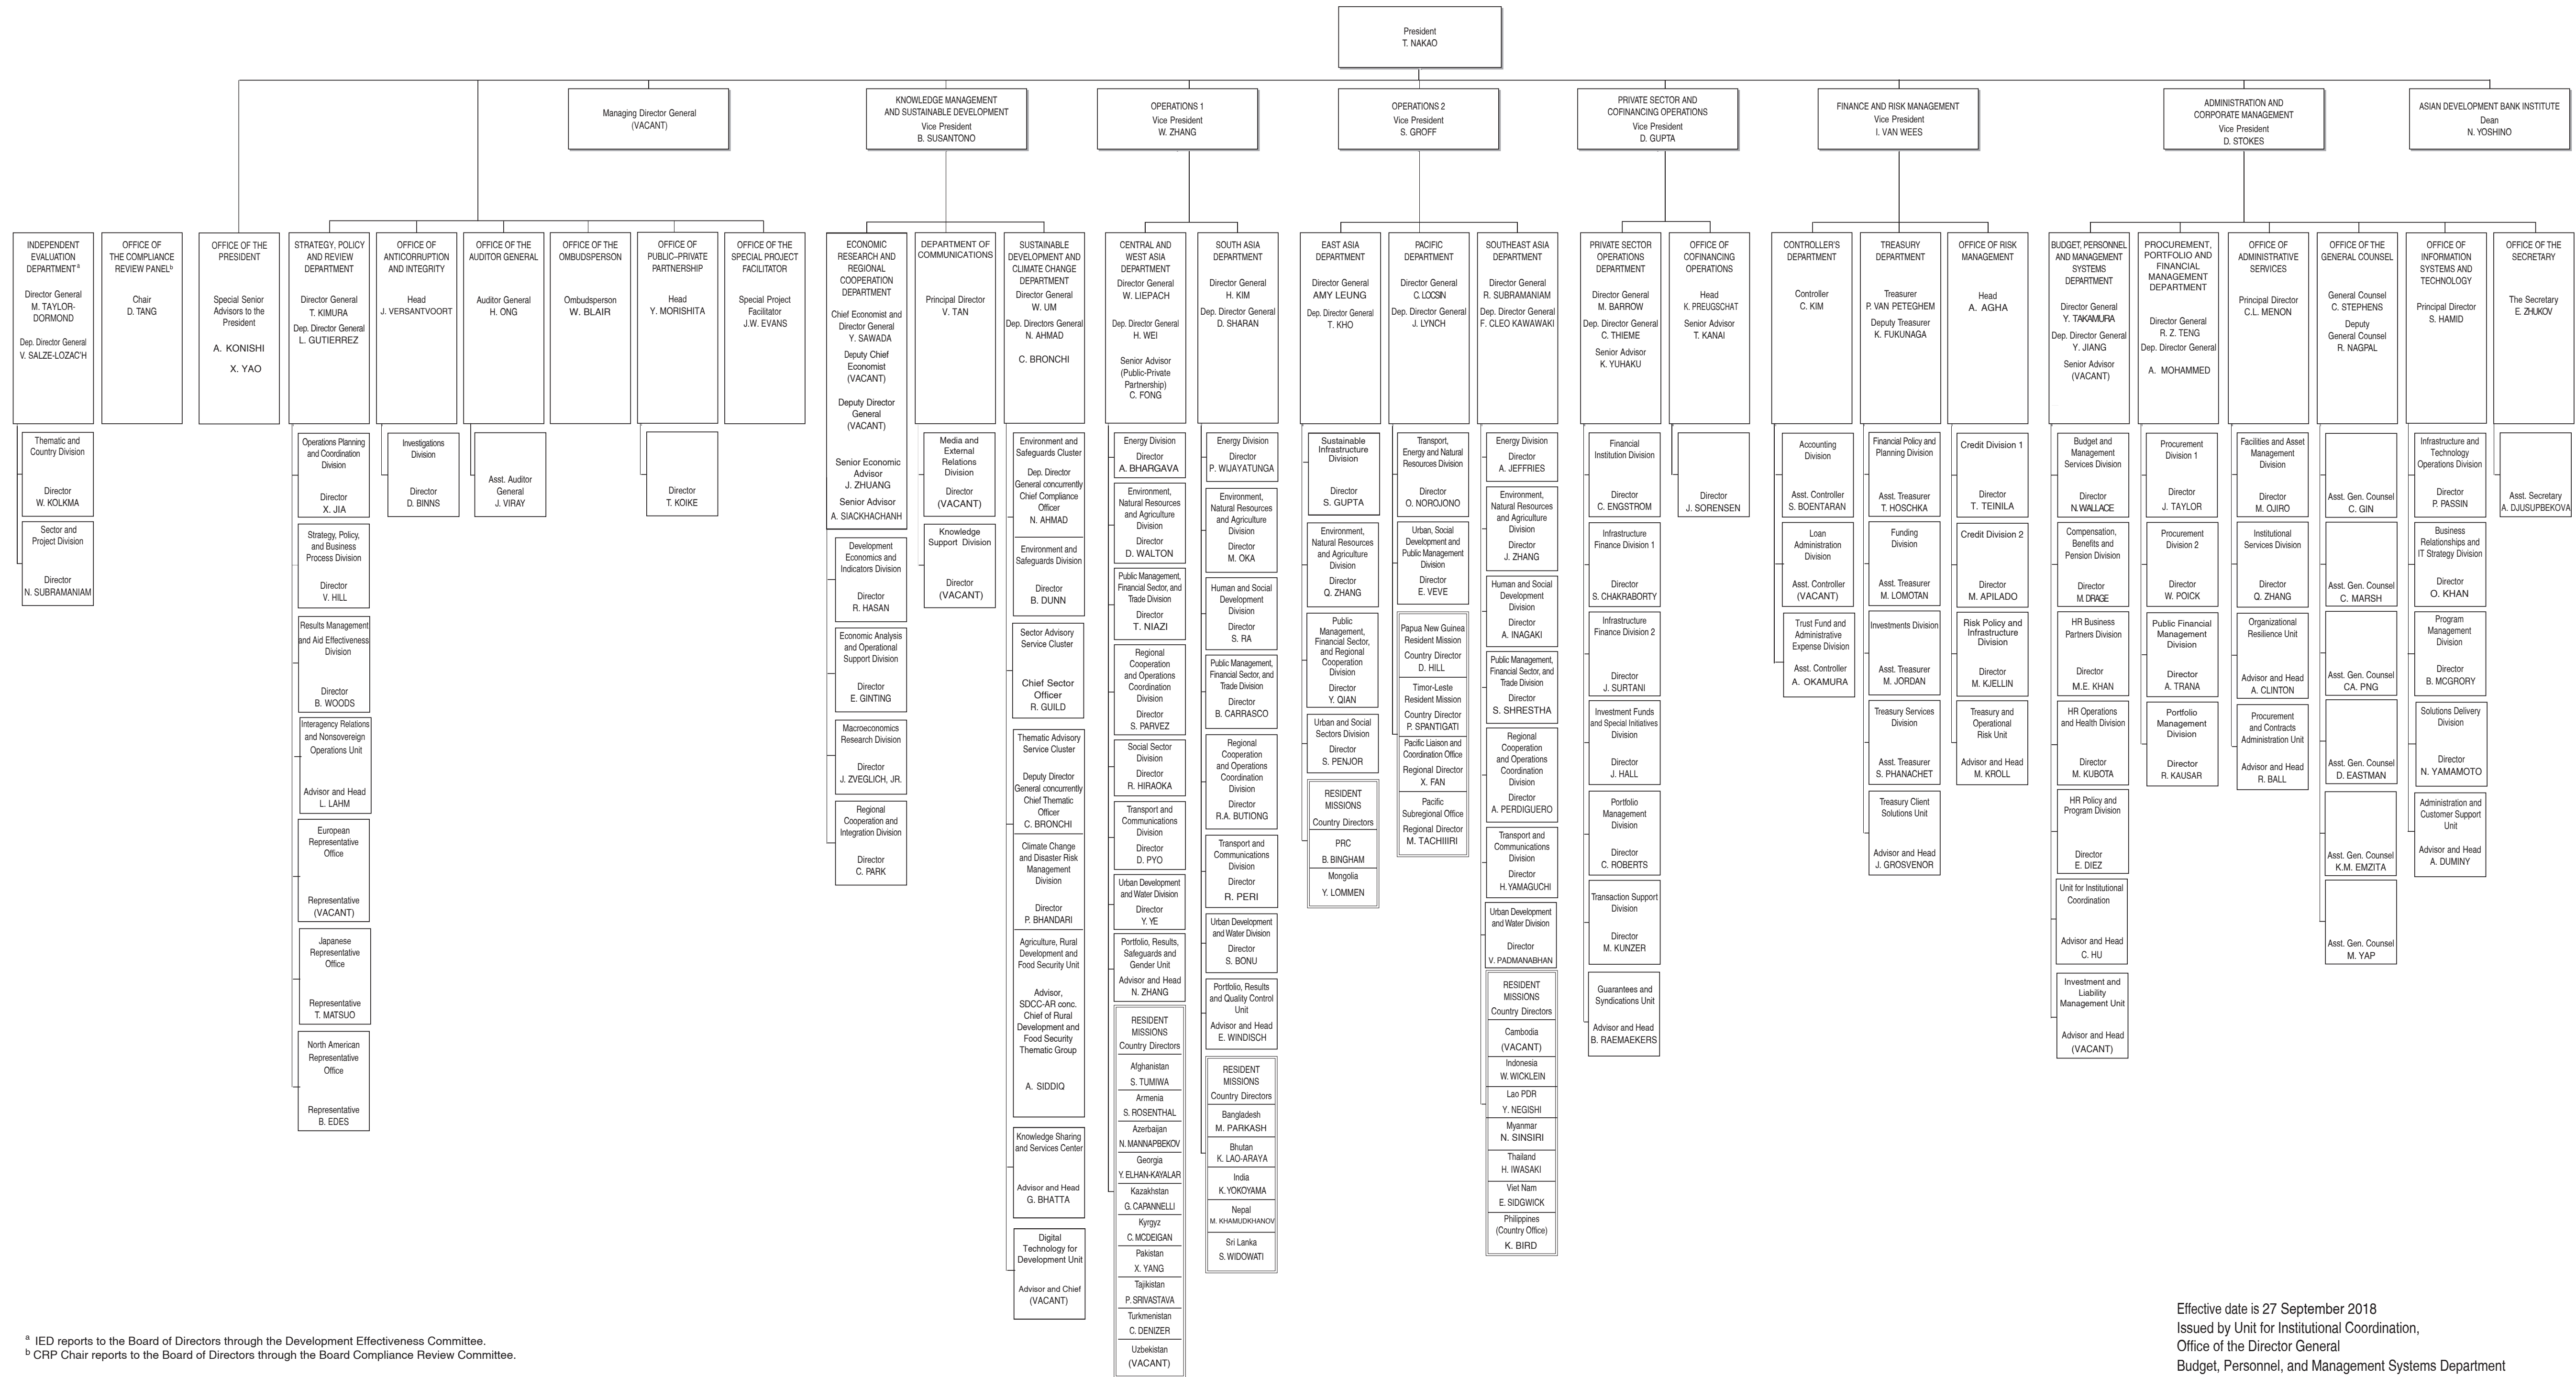 President
T. NAKAO
Managing Director General
(VACANT)
KNOWLEDGE MANAGEMENT
AND SUSTAINABLE DEVELOPMENT
Vice President
B. SUSANTONO
OPERATIONS 1
Vice President
W. ZHANG
OPERATIONS 2
Vice President
S. GROFF
PRIVATE SECTOR AND
COFINANCING OPERATIONS
Vice President
D. GUPTA
FINANCE AND RISK MANAGEMENT
Vice President
I. VAN WEES
ADMINISTRATION AND
CORPORATE MANAGEMENT
Vice President
D. STOKES
ASIAN DEVELOPMENT BANK INSTITUTE
Dean
N. YOSHINO
INDEPENDENT
EVALUATION
DEPARTMENT a
Director General
M. TAYLOR-
DORMOND
Dep. Director General
V. SALZE-LOZAC'H
Thematic and
Country Division
Director
W. KOLKMA
Sector and
Project Division
Director
N. SUBRAMANIAM
OFFICE OF
THE COMPLIANCE
REVIEW PANEL b
Chair
D. TANG
OFFICE OF THE
PRESIDENT
Special Senior
Advisors to the
President
A. KONISHI
X. YAO
STRATEGY, POLICY
AND REVIEW
DEPARTMENT
Director General
T. KIMURA
Dep. Director General
L. GUTIERREZ
Operations Planning
and Coordination
Division
Director
X. JIA
Strategy, Policy,
and Business
Process Division
Director
V. HILL
Results Management
and Aid Effectiveness
Division
Director
B. WOODS
Interagency Relations
and Nonsovereign
Operations Unit
Advisor and Head
L. LAHM
European
Representative
Office
Representative
(VACANT)
Japanese
Representative
Office
Representative
T. MATSUO
North American
Representative
Office
Representative
B. EDES
OFFICE OF
ANTICORRUPTION
AND INTEGRITY
Head
J. VERSANTVOORT
Investigations
Division
Director
D. BINNS
OFFICE OF THE
AUDITOR GENERAL
Auditor General
H. ONG
Asst. Auditor
General
J. VIRAY
OFFICE OF THE
OMBUDSPERSON
Ombudsperson
W. BLAIR
OFFICE OF
PUBLIC–PRIVATE
PARTNERSHIP
Head
Y. MORISHITA
Director
T. KOIKE
OFFICE OF THE
SPECIAL PROJECT
FACILITATOR
Special Project
Facilitator
J.W. EVANS
ECONOMIC
RESEARCH AND
REGIONAL
COOPERATION
DEPARTMENT
Chief Economist and
Director General
Y. SAWADA
Deputy Chief
Economist
(VACANT)
Deputy Director
General
(VACANT)
Senior Economic
Advisor
J. ZHUANG
Senior Advisor
A. SIACKHACHANH
Development
Economics and
Indicators Division
Director
R. HASAN
Economic Analysis
and Operational
Support Division
Director
E. GINTING
Macroeconomics
Research Division
Director
J. ZVEGLICH, JR.
Regional
Cooperation and
Integration Division
Director
C. PARK
DEPARTMENT OF
COMMUNICATIONS
Principal Director
V. TAN
Media and
External
Relations
Division
Director
(VACANT)
Knowledge
Support Division
Director
(VACANT)
SUSTAINABLE
DEVELOPMENT AND
CLIMATE CHANGE
DEPARTMENT
Director General
W. UM
Dep. Directors General
N. AHMAD
C. BRONCHI
Environment and
Safeguards Cluster
Dep. Director
General concurrently
Chief Compliance
Officer
N. AHMAD
Environment and
Safeguards Division
Director
B. DUNN
Sector Advisory
Service Cluster
Chief Sector
Officer
R. GUILD
Thematic Advisory
Service Cluster
Deputy Director
General concurrently
Chief Thematic
Officer
C. BRONCHI
Climate Change
and Disaster Risk
Management
Division
Director
P. BHANDARI
Agriculture, Rural
Development and
Food Security Unit
Advisor,
SDCC-AR conc.
Chief of Rural
Development and
Food Security
Thematic Group
A. SIDDIQ
Knowledge Sharing
and Services Center
Advisor and Head
G. BHATTA
Digital
Technology for
Development Unit
Advisor and Chief
(VACANT)
CENTRAL AND
WEST ASIA
DEPARTMENT
Director General
W. LIEPACH
Dep. Director General
H. WEI
Senior Advisor
(Public-Private
Partnership)
C. FONG
Energy Division
Director
A. BHARGAVA
Environment,
Natural Resources
and Agriculture
Division
Director
D. WALTON
Public Management,
Financial Sector, and
Trade Division
Director
T. NIAZI
Regional
Cooperation
and Operations
Coordination
Division
Director
S. PARVEZ
Social Sector
Division
Director
R. HIRAOKA
Transport and
Communications
Division
Director
D. PYO
Urban Development
and Water Division
Director
Y. YE
Portfolio, Results,
Safeguards and
Gender Unit
Advisor and Head
N. ZHANG
RESIDENT
MISSIONS
Country Directors
Afghanistan
S. TUMIWA
Armenia
S. ROSENTHAL
Azerbaijan
N. MANNAPBEKOV
Georgia
Y. ELHAN-KAYALAR
Kazakhstan
G. CAPANNELLI
Kyrgyz
C. MCDEIGAN
Pakistan
X. YANG
Tajikistan
P. SRIVASTAVA
Turkmenistan
C. DENIZER
Uzbekistan
(VACANT)
SOUTH ASIA
DEPARTMENT
Director General
H. KIM
Dep. Director General
D. SHARAN
Energy Division
Director
P. WIJAYATUNGA
Environment,
Natural Resources
and Agriculture
Division
Director
M. OKA
Human and Social
Development
Division
Director
S. RA
Public Management,
Financial Sector, and
Trade Division
Director
B. CARRASCO
Regional
Cooperation
and Operations
Coordination
Division
Director
R.A. BUTIONG
Transport and
Communications
Division
Director
R. PERI
Urban Development
and Water Division
Director
S. BONU
Portfolio, Results
and Quality Control
Unit
Advisor and Head
E. WINDISCH
RESIDENT
MISSIONS
Country Directors
Bangladesh
M. PARKASH
Bhutan
K. LAO-ARAYA
India
K. YOKOYAMA
Nepal
M. KHAMUDKHANOV
Sri Lanka
S. WIDOWATI
EAST ASIA
DEPARTMENT
Director General
AMY LEUNG
Dep. Director General
T. KHO
Sustainable
Infrastructure
Division
Director
S. GUPTA
Environment,
Natural Resources
and Agriculture
Division
Director
Q. ZHANG
Public
Management,
Financial Sector,
and Regional
Cooperation
Division
Director
Y. QIAN
Urban and Social
Sectors Division
Director
S. PENJOR
RESIDENT
MISSIONS
Country Directors
PRC
B. BINGHAM
Mongolia
Y. LOMMEN
PACIFIC
DEPARTMENT
Director General
C. LOCSIN
Dep. Director General
J. LYNCH
Transport,
Energy and Natural
Resources Division
Director
O. NOROJONO
Urban, Social
Development and
Public Management
Division
Director
E. VEVE
Papua New Guinea
Resident Mission
Country Director
D. HILL
Timor-Leste
Resident Mission
Country Director
P. SPANTIGATI
Pacific Liaison and
Coordination Office
Regional Director
X. FAN
Pacific
Subregional Office
Regional Director
M. TACHIIIRI
SOUTHEAST ASIA
DEPARTMENT
Director General
R. SUBRAMANIAM
Dep. Director General
F. CLEO KAWAWAKI
Energy Division
Director
A. JEFFRIES
Environment,
Natural Resources
and Agriculture
Division
Director
J. ZHANG
Human and Social
Development
Division
Director
A. INAGAKI
Public Management,
Financial Sector, and
Trade Division
Director
S. SHRESTHA
Regional
Cooperation
and Operations
Coordination
Division
Director
A. PERDIGUERO
Transport and
Communications
Division
Director
H. YAMAGUCHI
Urban Development
and Water Division
Director
V. PADMANABHAN
RESIDENT
MISSIONS
Country Directors
Cambodia
(VACANT)
Indonesia
W. WICKLEIN
Lao PDR
Y. NEGISHI
Myanmar
N. SINSIRI
Thailand
H. IWASAKI
Viet Nam
E. SIDGWICK
Philippines
(Country Office)
K. BIRD
PRIVATE SECTOR
OPERATIONS
DEPARTMENT
Director General
M. BARROW
Dep. Director General
C. THIEME
Senior Advisor
K. YUHAKU
Financial
Institution Division
Director
C. ENGSTROM
Infrastructure
Finance Division 1
Director
S. CHAKRABORTY
Infrastructure
Finance Division 2
Director
J. SURTANI
Investment Funds
and Special Initiatives
Division
Director
J. HALL
Portfolio
Management
Division
Director
C. ROBERTS
Transaction Support
Division
Director
M. KUNZER
Guarantees and
Syndications Unit
Advisor and Head
B. RAEMAEKERS
OFFICE OF
COFINANCING
OPERATIONS
Head
K. PREUGSCHAT
Senior Advisor
T. KANAI
Director
J. SORENSEN
CONTROLLER'S
DEPARTMENT
Controller
C. KIM
Accounting
Division
Asst. Controller
S. BOENTARAN
Loan
Administration
Division
Asst. Controller
(VACANT)
Trust Fund and
Administrative
Expense Division
Asst. Controller
A. OKAMURA
TREASURY
DEPARTMENT
Treasurer
P. VAN PETEGHEM
Deputy Treasurer
K. FUKUNAGA
Financial Policy and
Planning Division
Asst. Treasurer
T. HOSCHKA
Funding
Division
Asst. Treasurer
M. LOMOTAN
Investments Division
Asst. Treasurer
M. JORDAN
Treasury Services
Division
Asst. Treasurer
S. PHANACHET
Treasury Client
Solutions Unit
Advisor and Head
J. GROSVENOR
OFFICE OF RISK
MANAGEMENT
Head
A. AGHA
Credit Division 1
Director
T. TEINILA
Credit Division 2
Director
M. APILADO
Risk Policy and
Infrastructure
Division
Director
M. KJELLIN
Treasury and
Operational
Risk Unit
Advisor and Head
M. KROLL
BUDGET, PERSONNEL
AND MANAGEMENT
SYSTEMS
DEPARTMENT
Director General
Y. TAKAMURA
Dep. Director General
Y. JIANG
Senior Advisor
(VACANT)
Budget and
Management
Services Division
Director
N. WALLACE
Compensation,
Benefits and
Pension Division
Director
M. DRAGE
HR Business
Partners Division
Director
M.E. KHAN
HR Operations
and Health Division
Director
M. KUBOTA
HR Policy and
Program Division
Director
E. DIEZ
Unit for Institutional
Coordination
Advisor and Head
C. HU
Investment and
Liability
Management Unit
Advisor and Head
(VACANT)
PROCUREMENT,
PORTFOLIO AND
FINANCIAL
MANAGEMENT
DEPARTMENT
Director General
R. Z. TENG
Dep. Director General
A. MOHAMMED
Procurement
Division 1
Director
J. TAYLOR
Procurement
Division 2
Director
W. POICK
Public Financial
Management
Division
Director
A. TRANA
Portfolio
Management
Division
Director
R. KAUSAR
OFFICE OF
ADMINISTRATIVE
SERVICES
Principal Director
C.L. MENON
Facilities and Asset
Management
Division
Director
M. OJIRO
Institutional
Services Division
Director
Q. ZHANG
Organizational
Resilience Unit
Advisor and Head
A. CLINTON
Procurement
and Contracts
Administration Unit
Advisor and Head
R. BALL
OFFICE OF THE
GENERAL COUNSEL
General Counsel
C. STEPHENS
Deputy
General Counsel
R. NAGPAL
Asst. Gen. Counsel
C. GIN
Asst. Gen. Counsel
C. MARSH
Asst. Gen. Counsel
CA. PNG
Asst. Gen. Counsel
D. EASTMAN
Asst. Gen. Counsel
K.M. EMZITA
Asst. Gen. Counsel
M. YAP
OFFICE OF
INFORMATION
SYSTEMS AND
TECHNOLOGY
Principal Director
S. HAMID
Infrastructure and
Technology
Operations Division
Director
P. PASSIN
Business
Relationships and
IT Strategy Division
Director
O. KHAN
Program
Management
Division
Director
B. MCGRORY
Solutions Delivery
Division
Director
N. YAMAMOTO
Administration and
Customer Support
Unit
Advisor and Head
A. DUMINY
OFFICE OF THE
SECRETARY
The Secretary
E. ZHUKOV
Asst. Secretary
A. DJUSUPBEKOVA
a IED reports to the Board of Directors through the Development Effectiveness Committee.
b CRP Chair reports to the Board of Directors through the Board Compliance Review Committee.
Effective date is 27 September 2018
Issued by Unit for Institutional Coordination,
Office of the Director General
Budget, Personnel, and Management Systems Department